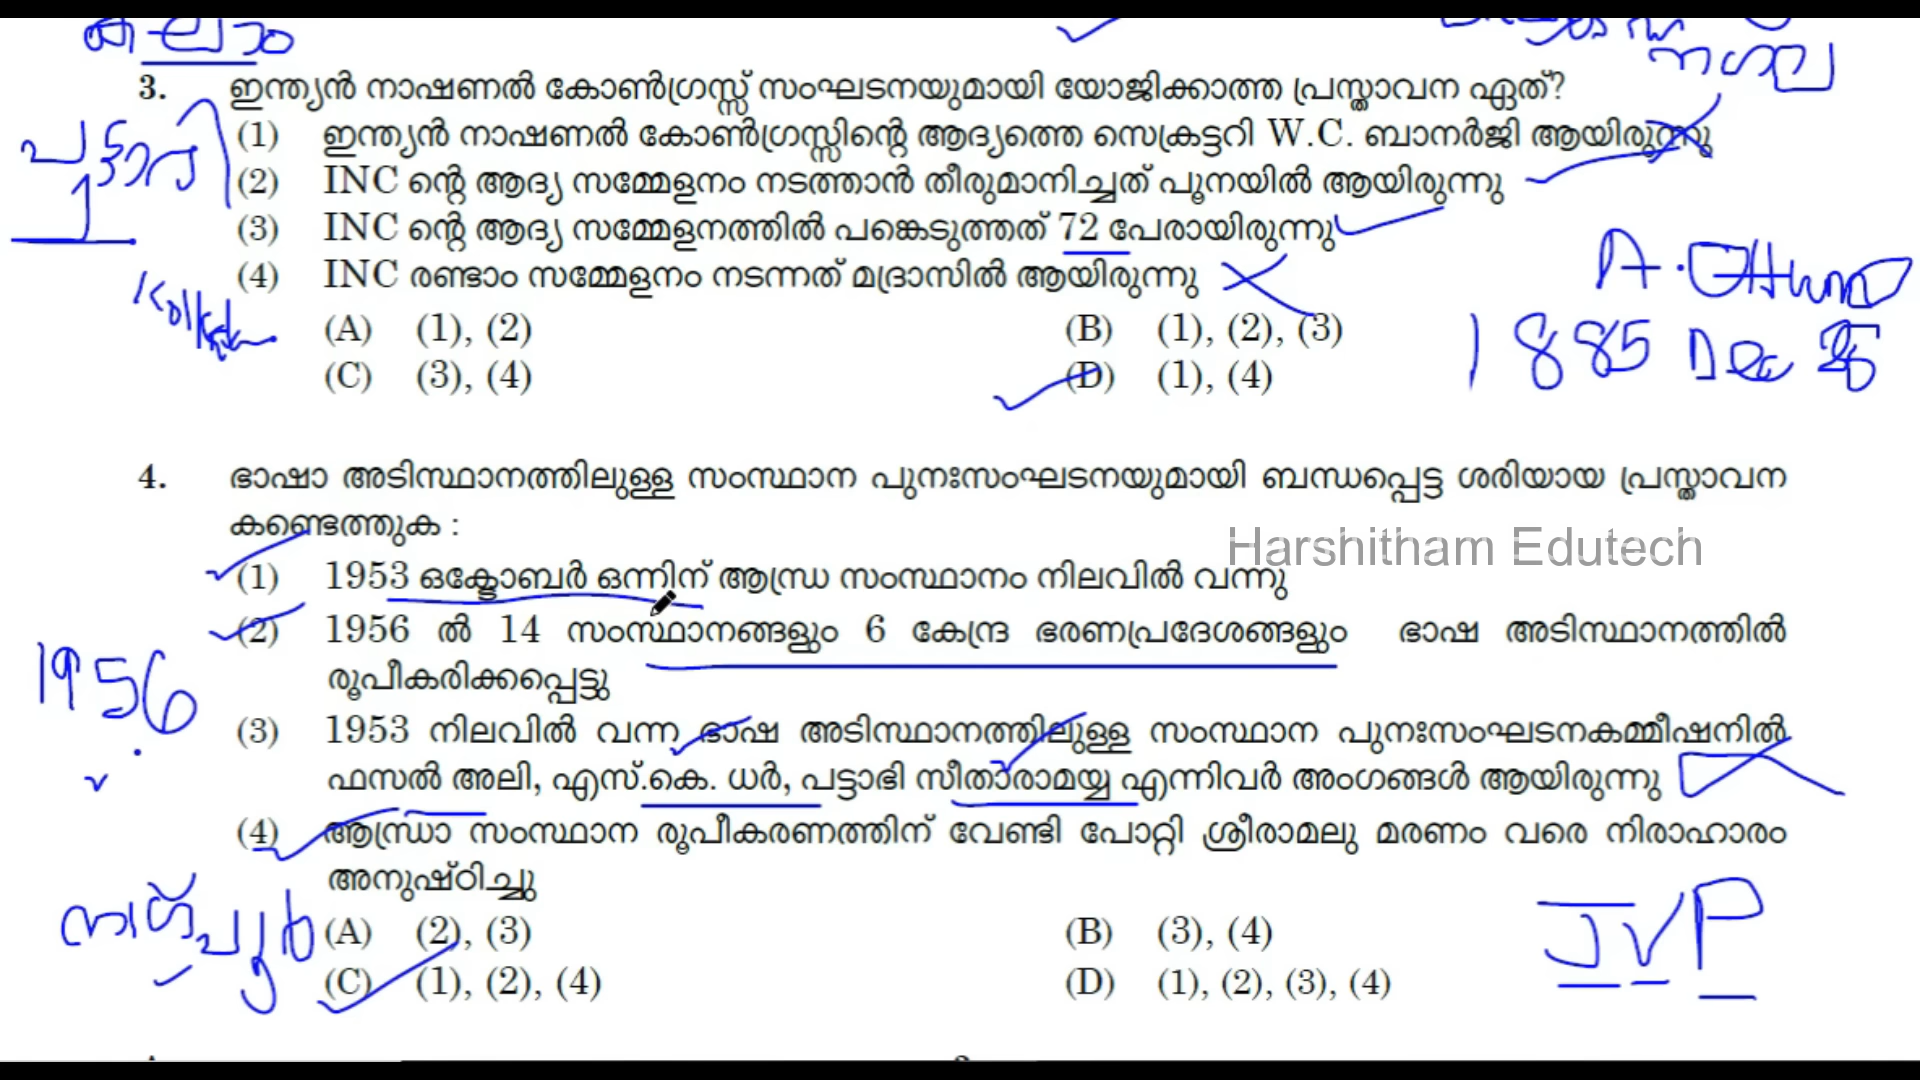 കലാം
നഗ്വ
3. ഇന്ത്യൻ നാഷണൽ കോൺഗ്രസ്സ് സംഘടനയുമായി യോജിക്കാത്ത പ്രസ്താവന ഏത്?
(1) ഇന്ത്യൻ നാഷണൽ കോൺഗ്രസ്സിന്റെ ആദ്യത്തെ സെക്രട്ടറി W.C. ബാനർജി ആയിരുന്നു
(2) INC ന്റെ ആദ്യ സമ്മേളനം നടത്താൻ തീരുമാനിച്ചത് പൂനയിൽ ആയിരുന്നു
(3) INC ന്റെ ആദ്യ സമ്മേളനത്തിൽ പങ്കെടുത്തത് 72 പേരായിരുന്നു
(4) INC രണ്ടാം സമ്മേളനം നടന്നത് മദ്രാസിൽ ആയിരുന്നു
(A) (1), (2) (B) (1), (2), (3)
(C) (3), (4) (D) (1), (4)
1885 Dec
4. ഭാഷാ അടിസ്ഥാനത്തിലുള്ള സംസ്ഥാന പുനഃസംഘടനയുമായി ബന്ധപ്പെട്ട ശരിയായ പ്രസ്താവന
കണ്ടെത്തുക :
Harshitham Edutech
(1) 1953 ഒക്ടോബർ ഒന്നിന് ആന്ധ്ര സംസ്ഥാനം നിലവിൽ വന്നു
(2) 1956 ൽ 14 സംസ്ഥാനങ്ങളും 6 കേന്ദ്ര ഭരണപ്രദേശങ്ങളും ഭാഷ അടിസ്ഥാനത്തിൽ
രൂപീകരിക്കപ്പെട്ടു
1956
(3) 1953 നിലവിൽ വന്ന ഭാഷ അടിസ്ഥാനത്തിലുള്ള സംസ്ഥാന പുനഃസംഘടനകമ്മീഷനിൽ
ഫസൽ അലി, എസ്.കെ. ധർ, പട്ടാഭി സീതാരാമയ്യ എന്നിവർ അംഗങ്ങൾ ആയിരുന്നു
(4) ആന്ധ്രാ സംസ്ഥാന രൂപീകരണത്തിന് വേണ്ടി പോറ്റി ശ്രീരാമലു മരണം വരെ നിരാഹാരം
അനുഷ്ഠിച്ചു
നാഗ്പൂർ
(A) (2), (3) (B) (3), (4)
(C) (1), (2), (4) (D) (1), (2), (3), (4)
JVP